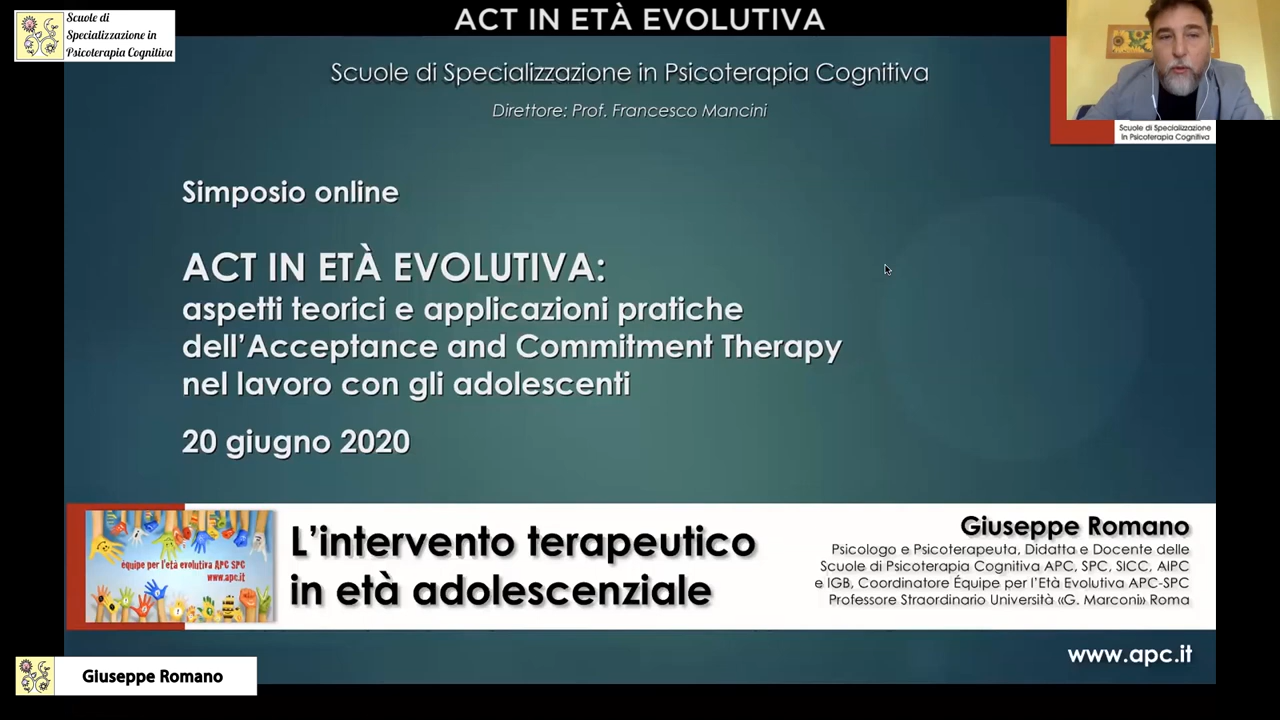 ACT IN ETÀ EVOLUTIVA
Scuole di
Specializzazione in
Psicoterapia Cognitiva
Scuole di Specializzazione in Psicoterapia Cognitiva
Direttore: Prof. Francesco Mancini
Scuole di Specializzazione
in Psicoterapia Cognitiva
Simposio online
ACT IN ETÀ EVOLUTIVA:
aspetti teorici e applicazioni pratiche
dell'Acceptance and Commitment Therapy
nel lavoro con gli adolescenti
20 giugno 2020
équipe per l'età evolutiva APC SPC
www.apc.it
L'intervento terapeutico
in età adolescenziale
Giuseppe Romano
Psicologo e Psicoterapeuta, Didatta e Docente delle
Scuole di Psicoterapia Cognitiva APC, SPC, SICC, AIPC
e IGB, Coordinatore Équipe per l'Età Evolutiva APC-SPC
Professore Straordinario Università «G. Marconi» Roma
www.apc.it
Giuseppe Romano